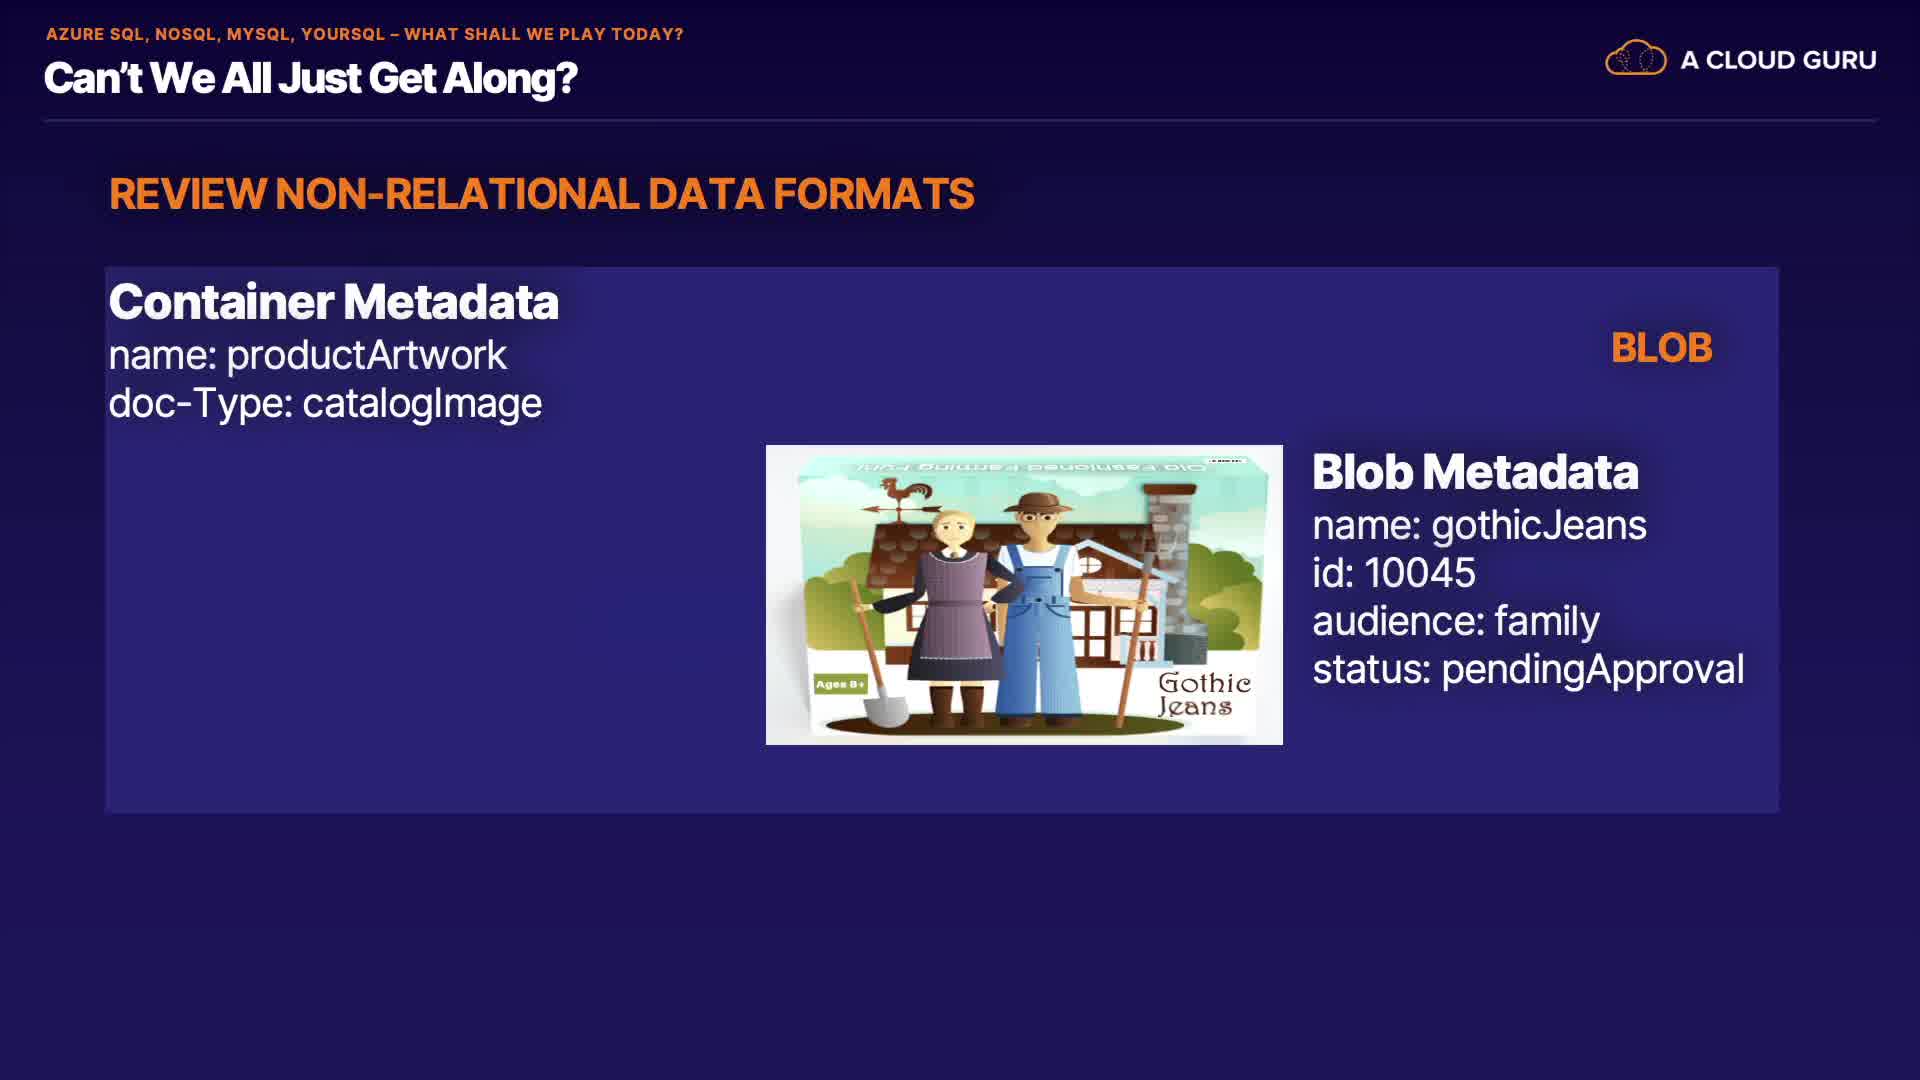 AZURE SQL, NOSQL, MYSQL, YOURSQL – WHAT SHALL WE PLAY TODAY?
Can't We All Just Get Along?
A CLOUD GURU
REVIEW NON-RELATIONAL DATA FORMATS
Container Metadata
name: productArtwork
doc-Type: catalogImage
BLOB
Old Fashioned Farming Fun!
Ages 8+
Gothic
Jeans
Blob Metadata
name: gothicJeans
id: 10045
audience: family
status: pendingApproval